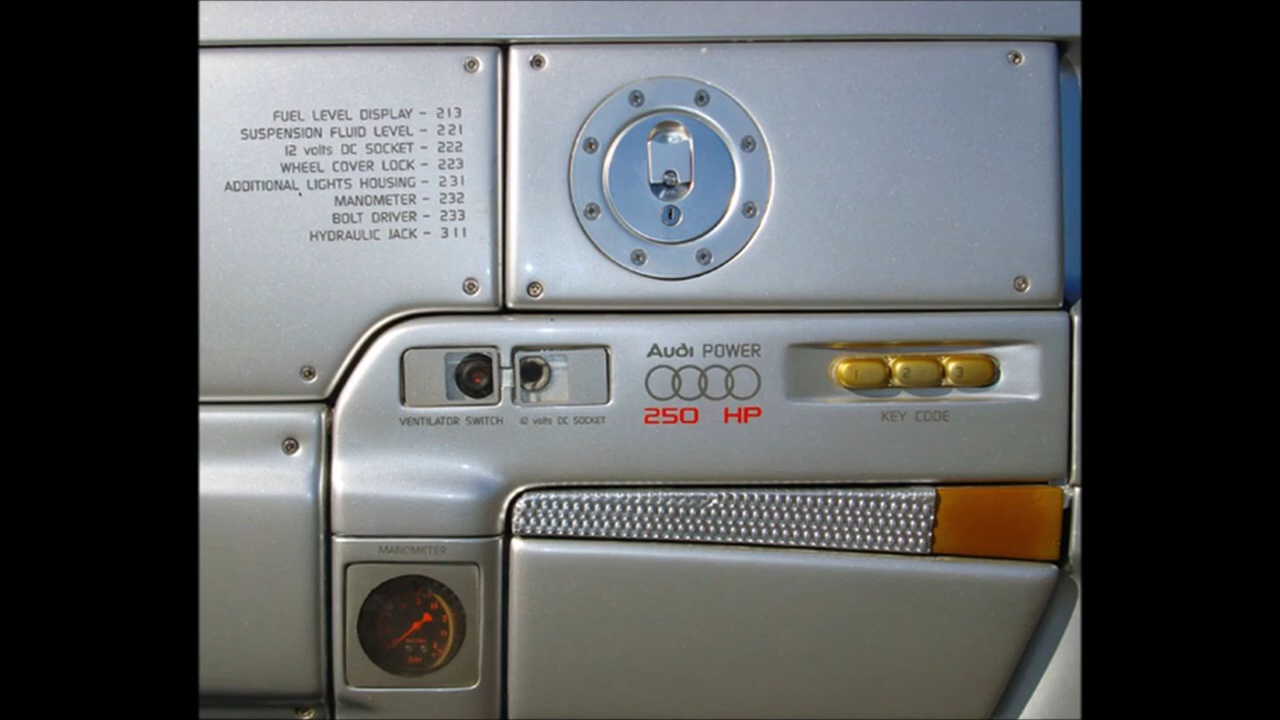 FUEL LEVEL DISPLAY - 213
SUSPENSION FLUID LEVEL - 221
12 volts DC SOCKET - 222
WHEEL COVER LOCK - 223
ADDITIONAL LIGHTS HOUSING - 231
MANOMETER - 232
BOLT DRIVER - 233
HYDRAULIC JACK - 311
Audi POWER
250 HP
1 2 3
KEY CODE
VENTILATOR SWITCH
12 volts DC SOCKET
MANOMETER
bar